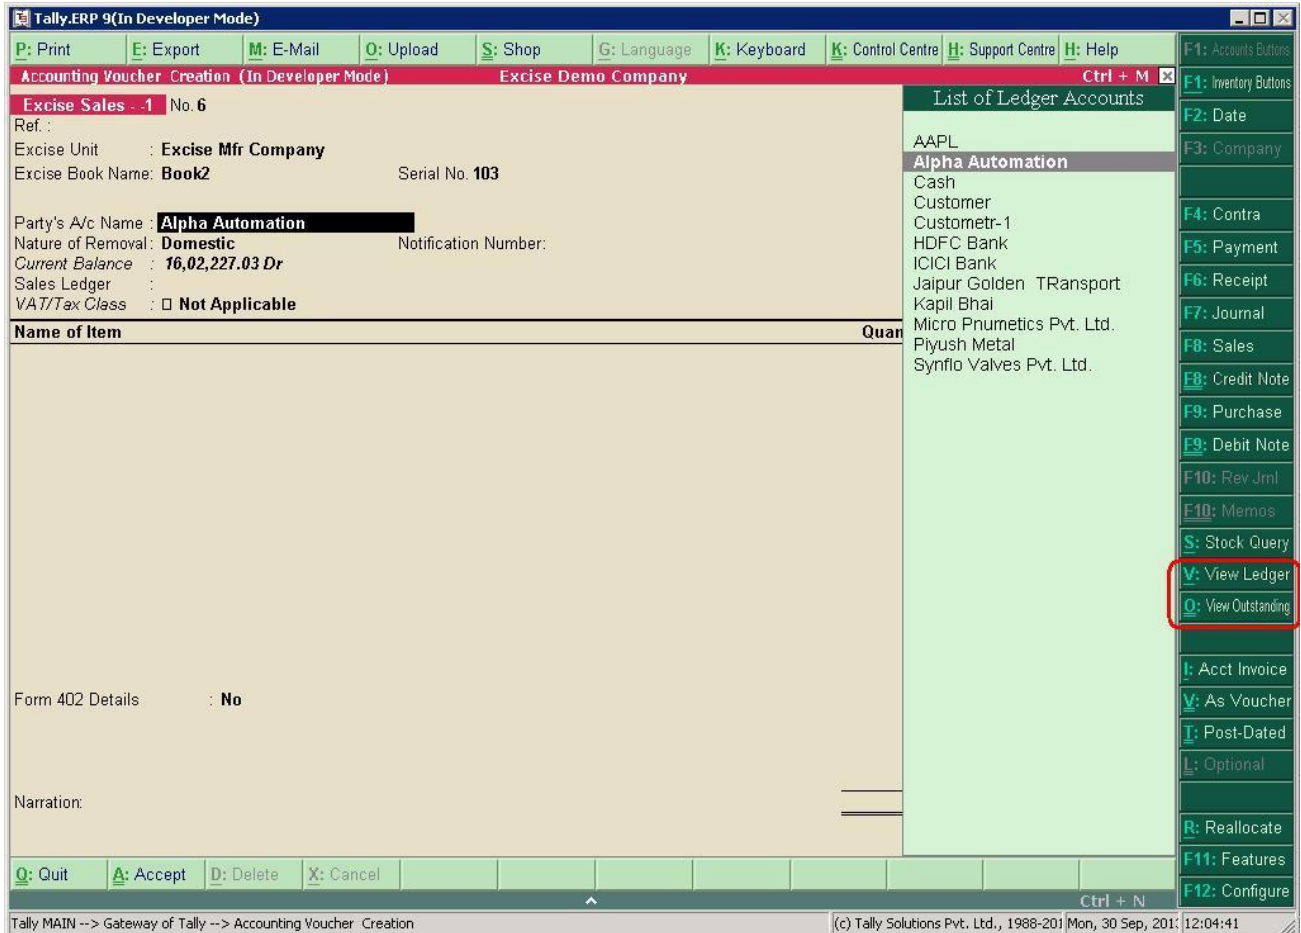 Tally.ERP 9(In Developer Mode)
P: Print E: Export M: E-Mail O: Upload S: Shop G: Language K: Keyboard K: Control Centre H: Support Centre H: Help
Accounting Voucher Creation (In Developer Mode) Excise Demo Company Ctrl + M
Excise Sales - -1 No. 6
Ref. :
Excise Unit : Excise Mfr Company
Excise Book Name: Book2 Serial No. 103
Party's A/c Name : Alpha Automation
Nature of Removal: Domestic Notification Number:
Current Balance : 16,02,227.03 Dr
Sales Ledger :
VAT/Tax Class : Not Applicable
Name of Item Quan
Form 402 Details : No
Narration:
List of Ledger Accounts
AAPL
Alpha Automation
Cash
Customer
Custometr-1
HDFC Bank
ICICI Bank
Jaipur Golden TRansport
Kapil Bhai
Micro Pnumetics Pvt. Ltd.
Piyush Metal
Synflo Valves Pvt. Ltd.
F1: Accounts Buttons
F1: Inventory Buttons
F2: Date
F3: Company
F4: Contra
F5: Payment
F6: Receipt
F7: Journal
F8: Sales
F8: Credit Note
F9: Purchase
F9: Debit Note
F10: Rev Jrnl
F10: Memos
S: Stock Query
V: View Ledger
O: View Outstanding
I: Acct Invoice
V: As Voucher
T: Post-Dated
L: Optional
R: Reallocate
F11: Features
F12: Configure
Q: Quit A: Accept D: Delete X: Cancel
Ctrl + N
Tally MAIN --> Gateway of Tally --> Accounting Voucher Creation (c) Tally Solutions Pvt. Ltd., 1988-201 Mon, 30 Sep, 201 12:04:41